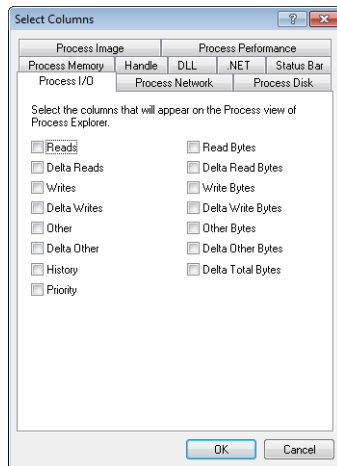 Select Columns
Process Image Process Performance
Process Memory Handle DLL .NET Status Bar
Process I/O Process Network Process Disk
Select the columns that will appear on the Process view of
Process Explorer.
Reads Read Bytes
Delta Reads Delta Read Bytes
Writes Write Bytes
Delta Writes Delta Write Bytes
Other Other Bytes
Delta Other Delta Other Bytes
History Delta Total Bytes
Priority
OK Cancel